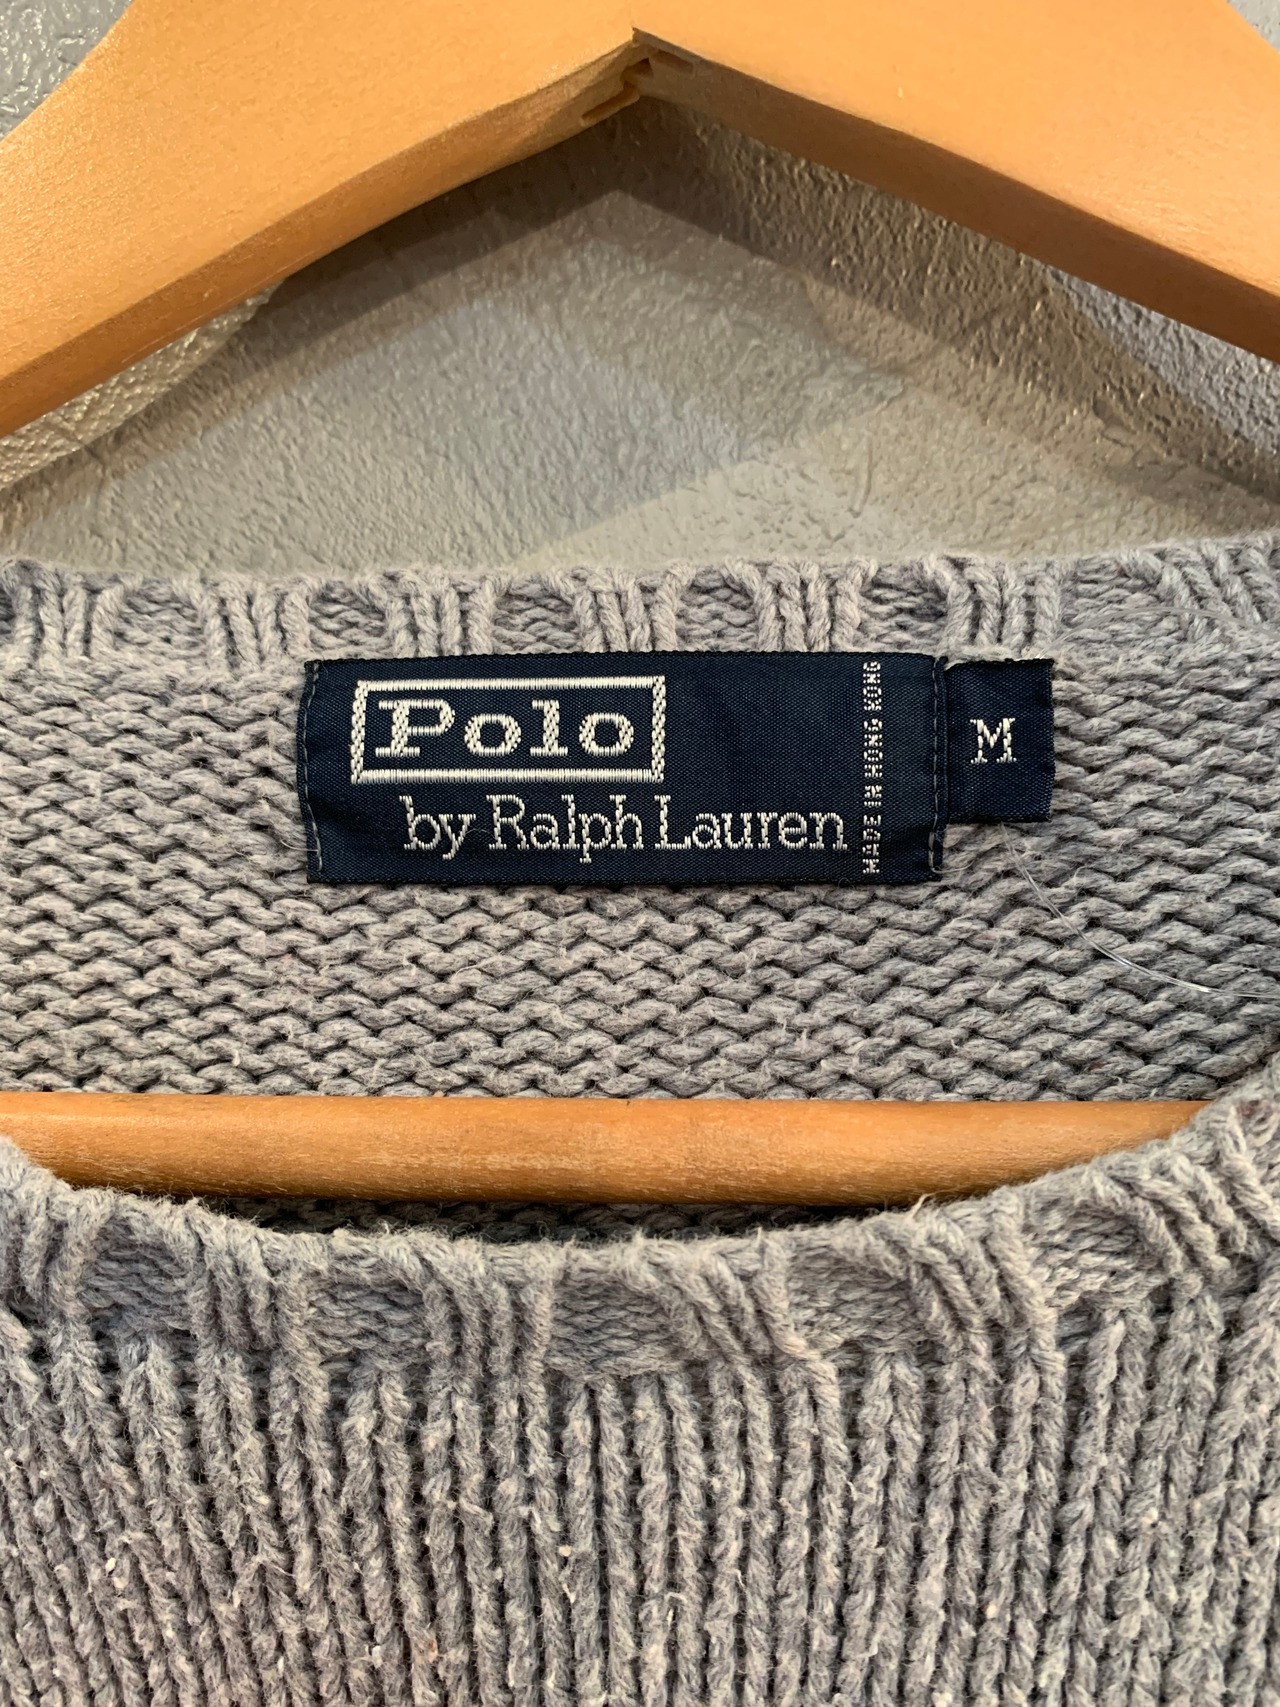 Polo
by Ralph Lauren
MADE IN HONG KONG
M